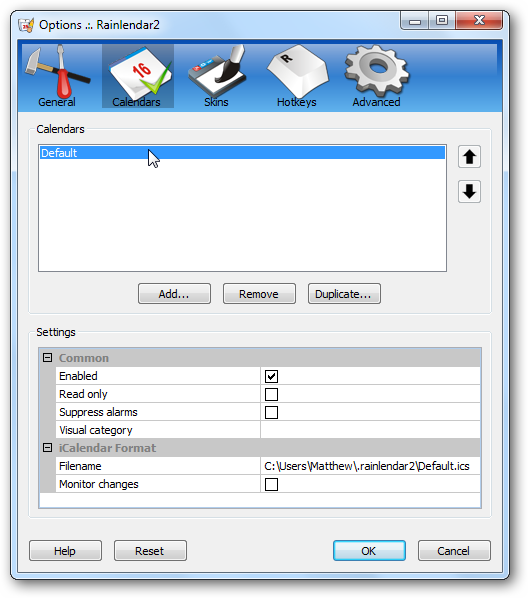 Options .:. Rainlendar2
16
R
General
Calendars
Skins
Hotkeys
Advanced
Calendars
Default
Add...
Remove
Duplicate...
Settings
Common
Enabled
Read only
Suppress alarms
Visual category
iCalendar Format
Filename C:\Users\Matthew\.rainlendar2\Default.ics
Monitor changes
Help
Reset
OK
Cancel